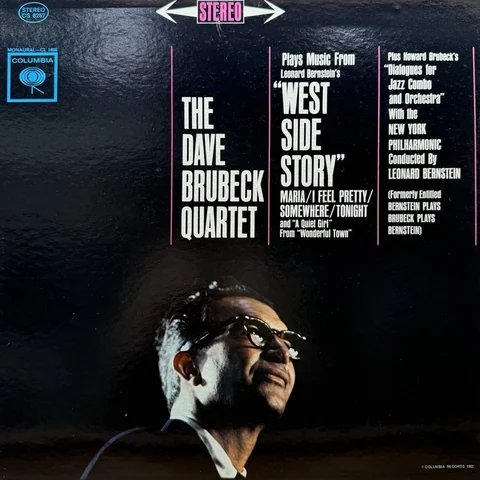 STEREO
CS 8257
STEREO
MONAURAL—CL 1466
COLUMBIA
THE
DAVE
BRUBECK
QUARTET
Plays Music From
Leonard Bernstein's
"WEST
SIDE
STORY"
MARIA/I FEEL PRETTY/
SOMEWHERE/TONIGHT
and "A Quiet Girl"
From "Wonderful Town"
Plus Howard Brubeck's
"Dialogues for
Jazz Combo
and Orchestra"
With the
NEW YORK
PHILHARMONIC
Conducted By
LEONARD BERNSTEIN
(Formerly Entitled
BERNSTEIN PLAYS
BRUBECK PLAYS
BERNSTEIN)
© COLUMBIA RECORDS